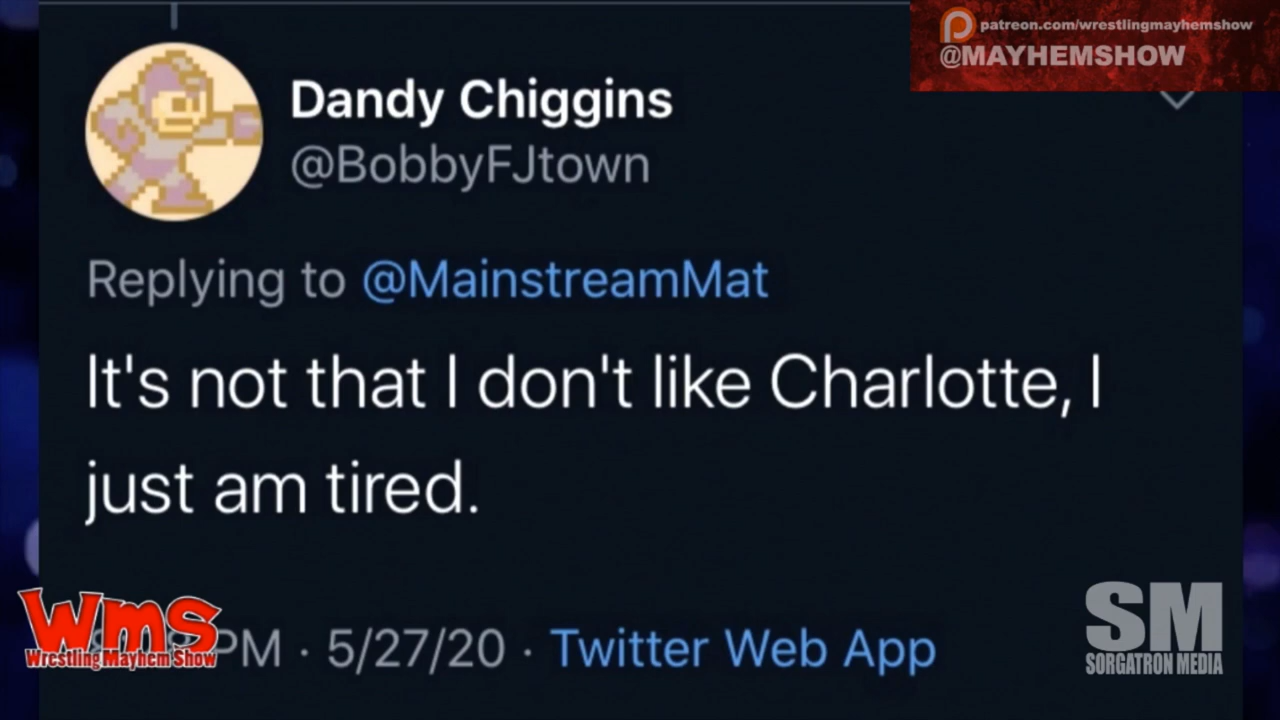 patreon.com/wrestlingmayhemshow
@MAYHEMSHOW
Dandy Chiggins
@BobbyFJtown
Replying to @MainstreamMat
It's not that I don't like Charlotte, I
just am tired.
PM · 5/27/20 · Twitter Web App
Wms
Wrestling Mayhem Show
SM
SORGATRON MEDIA